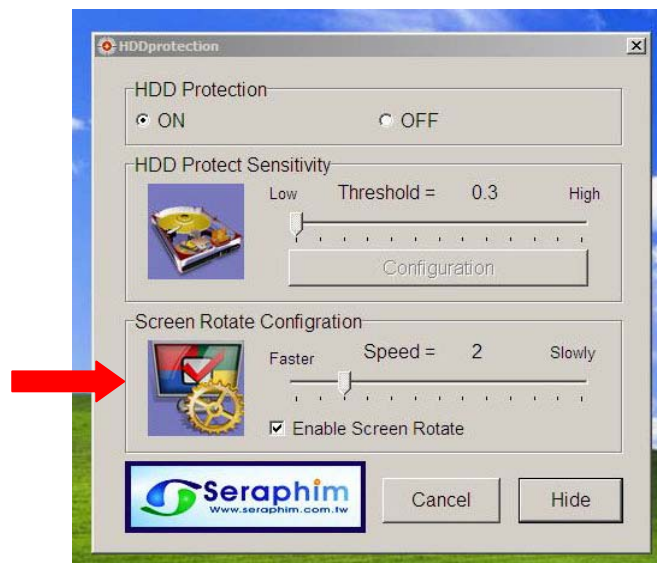 HDDprotection
HDD Protection
ON OFF
HDD Protect Sensitivity
Low Threshold = 0.3 High
Configuration
Screen Rotate Configration
Faster Speed = 2 Slowly
Enable Screen Rotate
Seraphim
www.seraphim.com.tw
Cancel Hide